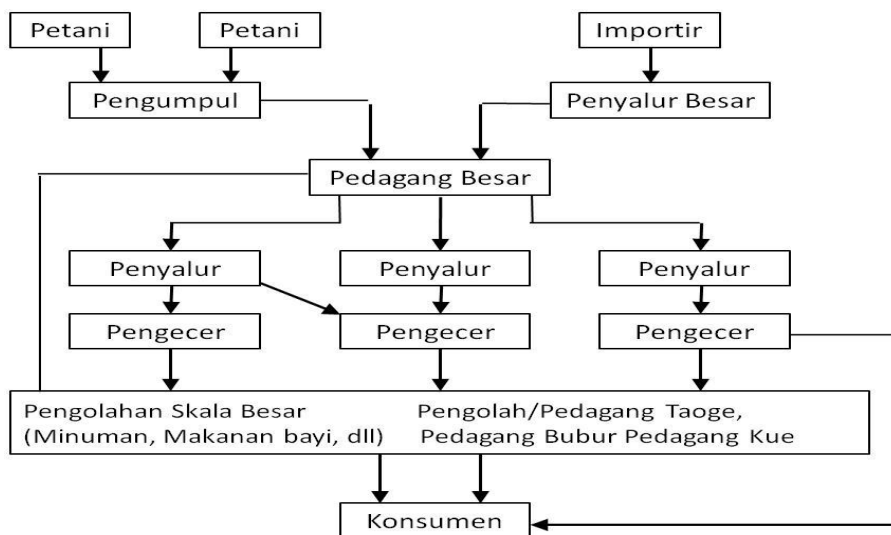 Petani
Petani
Importir
Pengumpul
Penyalur Besar
Pedagang Besar
Penyalur
Penyalur
Penyalur
Pengecer
Pengecer
Pengecer
Pengolahan Skala Besar
(Minuman, Makanan bayi, dll)
Pengolah/Pedagang Taoge,
Pedagang Bubur Pedagang Kue
Konsumen